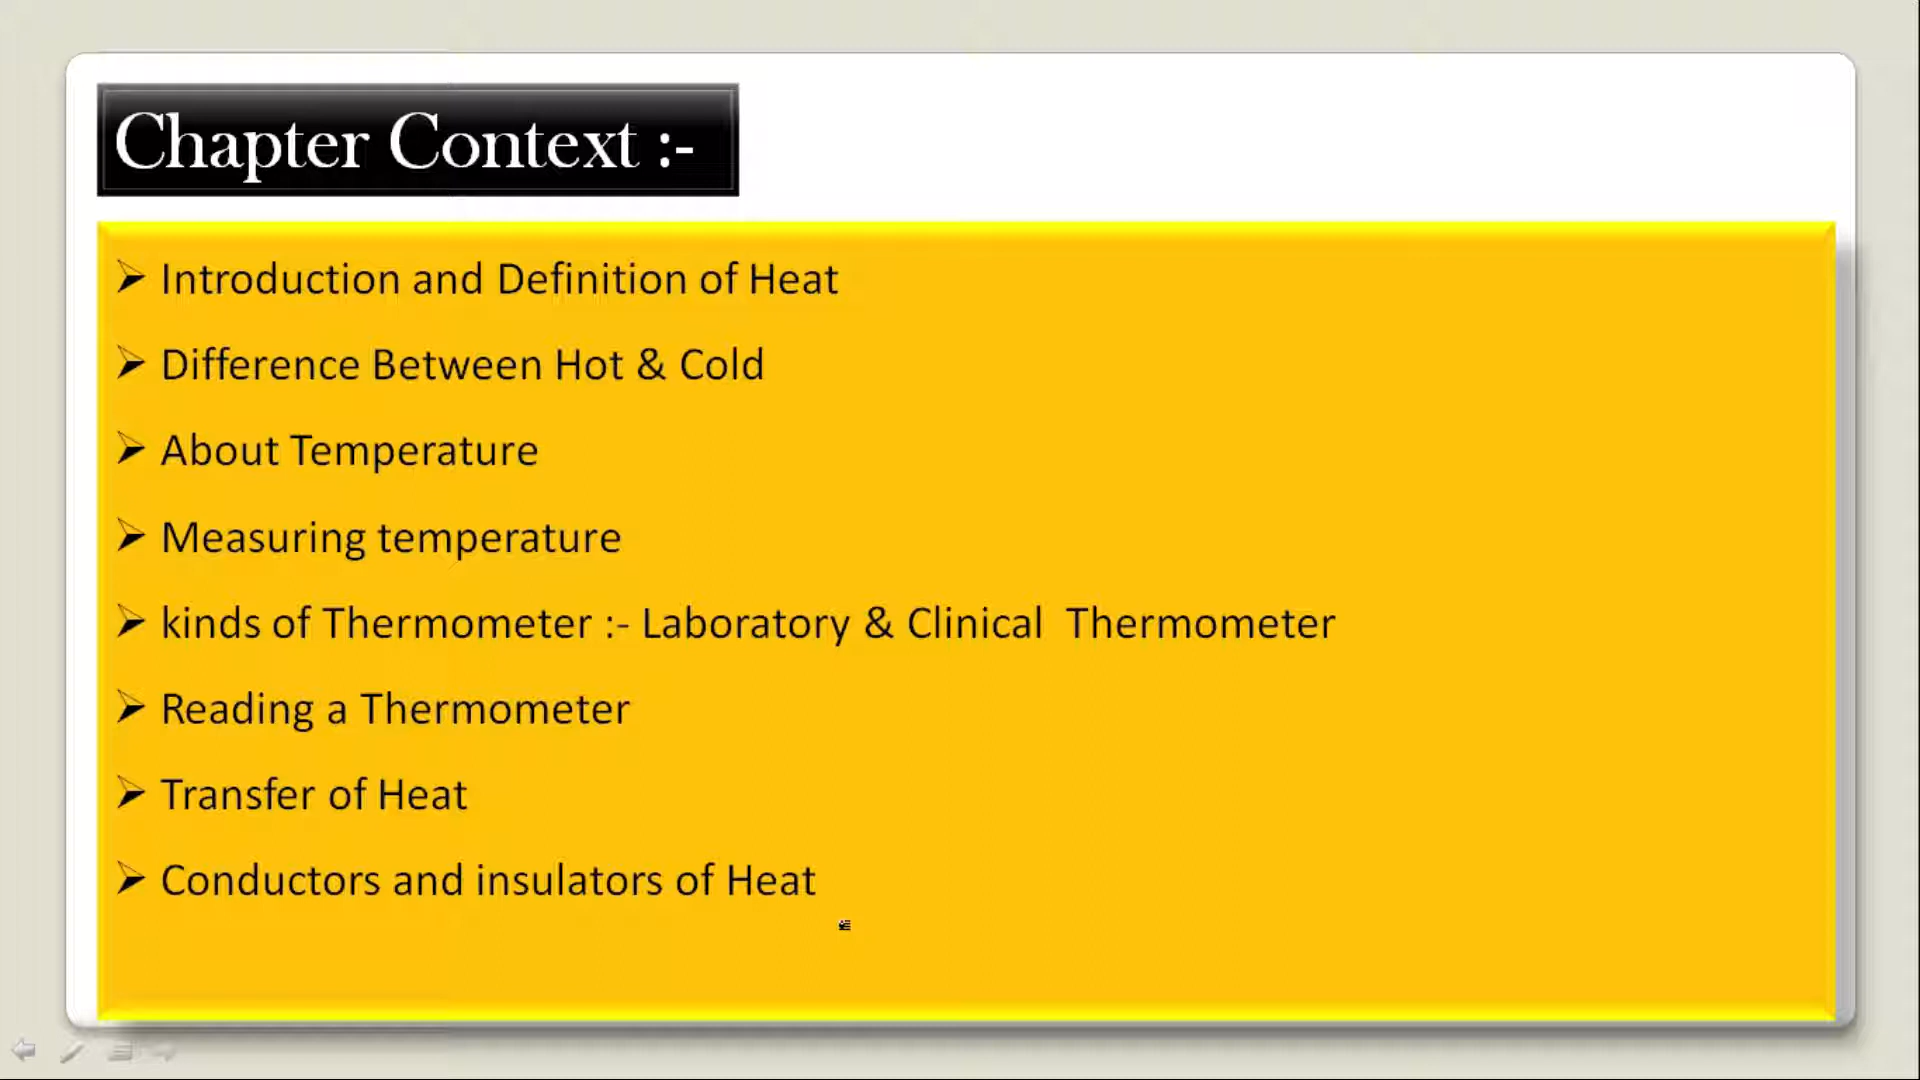 Chapter Context :-
Introduction and Definition of Heat
Difference Between Hot & Cold
About Temperature
Measuring temperature
kinds of Thermometer :- Laboratory & Clinical  Thermometer
Reading a Thermometer
Transfer of Heat
Conductors and insulators of Heat